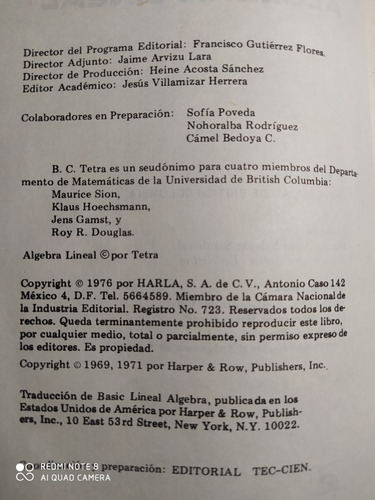 Director del Programa Editorial: Francisco Gutiérrez Flores.
Director Adjunto: Jaime Arvizu Lara
Director de Producción: Heine Acosta Sánchez
Editor Académico: Jesús Villamizar Herrera
Colaboradores en Preparación: Sofía Poveda
Nohoralba Rodríguez
Cámel Bedoya C.
B. C. Tetra es un seudónimo para cuatro miembros del Departa-
mento de Matemáticas de la Universidad de British Columbia:
Maurice Sion,
Klaus Hoechsmann,
Jens Gamst, y
Roy R. Douglas.
Algebra Lineal © por Tetra
Copyright © 1976 por HARLA, S. A. de C. V., Antonio Caso 142
México 4, D.F. Tel. 5664589. Miembro de la Cámara Nacional de
la Industria Editorial. Registro No. 723. Reservados todos los de-
rechos. Queda terminantemente prohibido reproducir este libro,
por cualquier medio, total o parcialmente, sin permiso expreso de
los editores. Es propiedad.
Copyright © 1969, 1971 por Harper & Row, Publishers, Inc.
Traducción de Basic Lineal Algebra, publicada en los
Estados Unidos de América por Harper & Row, Publish-
ers, Inc., 10 East 53rd Street, New York, N.Y. 10022.
preparación: EDITORIAL TEC-CIEN.
REDMI NOTE 8
AI QUAD CAMERA